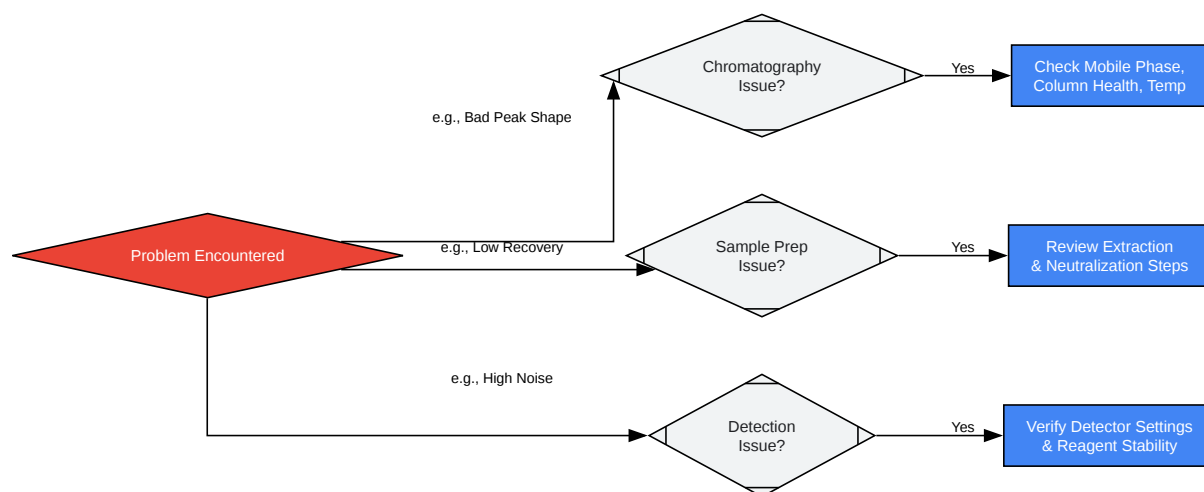 Chromatography
Issue?
Yes
Check Mobile Phase,
Column Health, Temp
e.g., Bad Peak Shape
Problem Encountered
e.g., Low Recovery
Sample Prep
Issue?
Yes
Review Extraction
& Neutralization Steps
e.g., High Noise
Detection
Issue?
Yes
Verify Detector Settings
& Reagent Stability